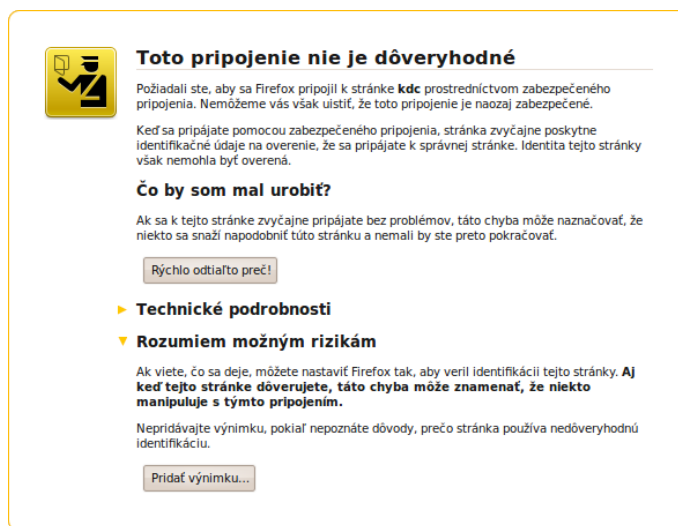 Toto pripojenie nie je dôveryhodné
Požiadali ste, aby sa Firefox pripojil k stránke kdc prostredníctvom zabezpečeného
pripojenia. Nemôžeme vás však uistiť, že toto pripojenie je naozaj zabezpečené.
Keď sa pripájate pomocou zabezpečeného pripojenia, stránka zvyčajne poskytne
identifikačné údaje na overenie, že sa pripájate k správnej stránke. Identita tejto stránky
však nemohla byť overená.
Čo by som mal urobiť?
Ak sa k tejto stránke zvyčajne pripájate bez problémov, táto chyba môže naznačovať, že
niekto sa snaží napodobniť túto stránku a nemali by ste preto pokračovať.
Rýchlo odtiaľto preč!
Technické podrobnosti
Rozumiem možným rizikám
Ak viete, čo sa deje, môžete nastaviť Firefox tak, aby veril identifikácii tejto stránky. Aj
keď tejto stránke dôverujete, táto chyba môže znamenať, že niekto
manipuluje s týmto pripojením.
Nepridávajte výnimku, pokiaľ nepoznáte dôvody, prečo stránka používa nedôveryhodnú
identifikáciu.
Pridať výnimku...